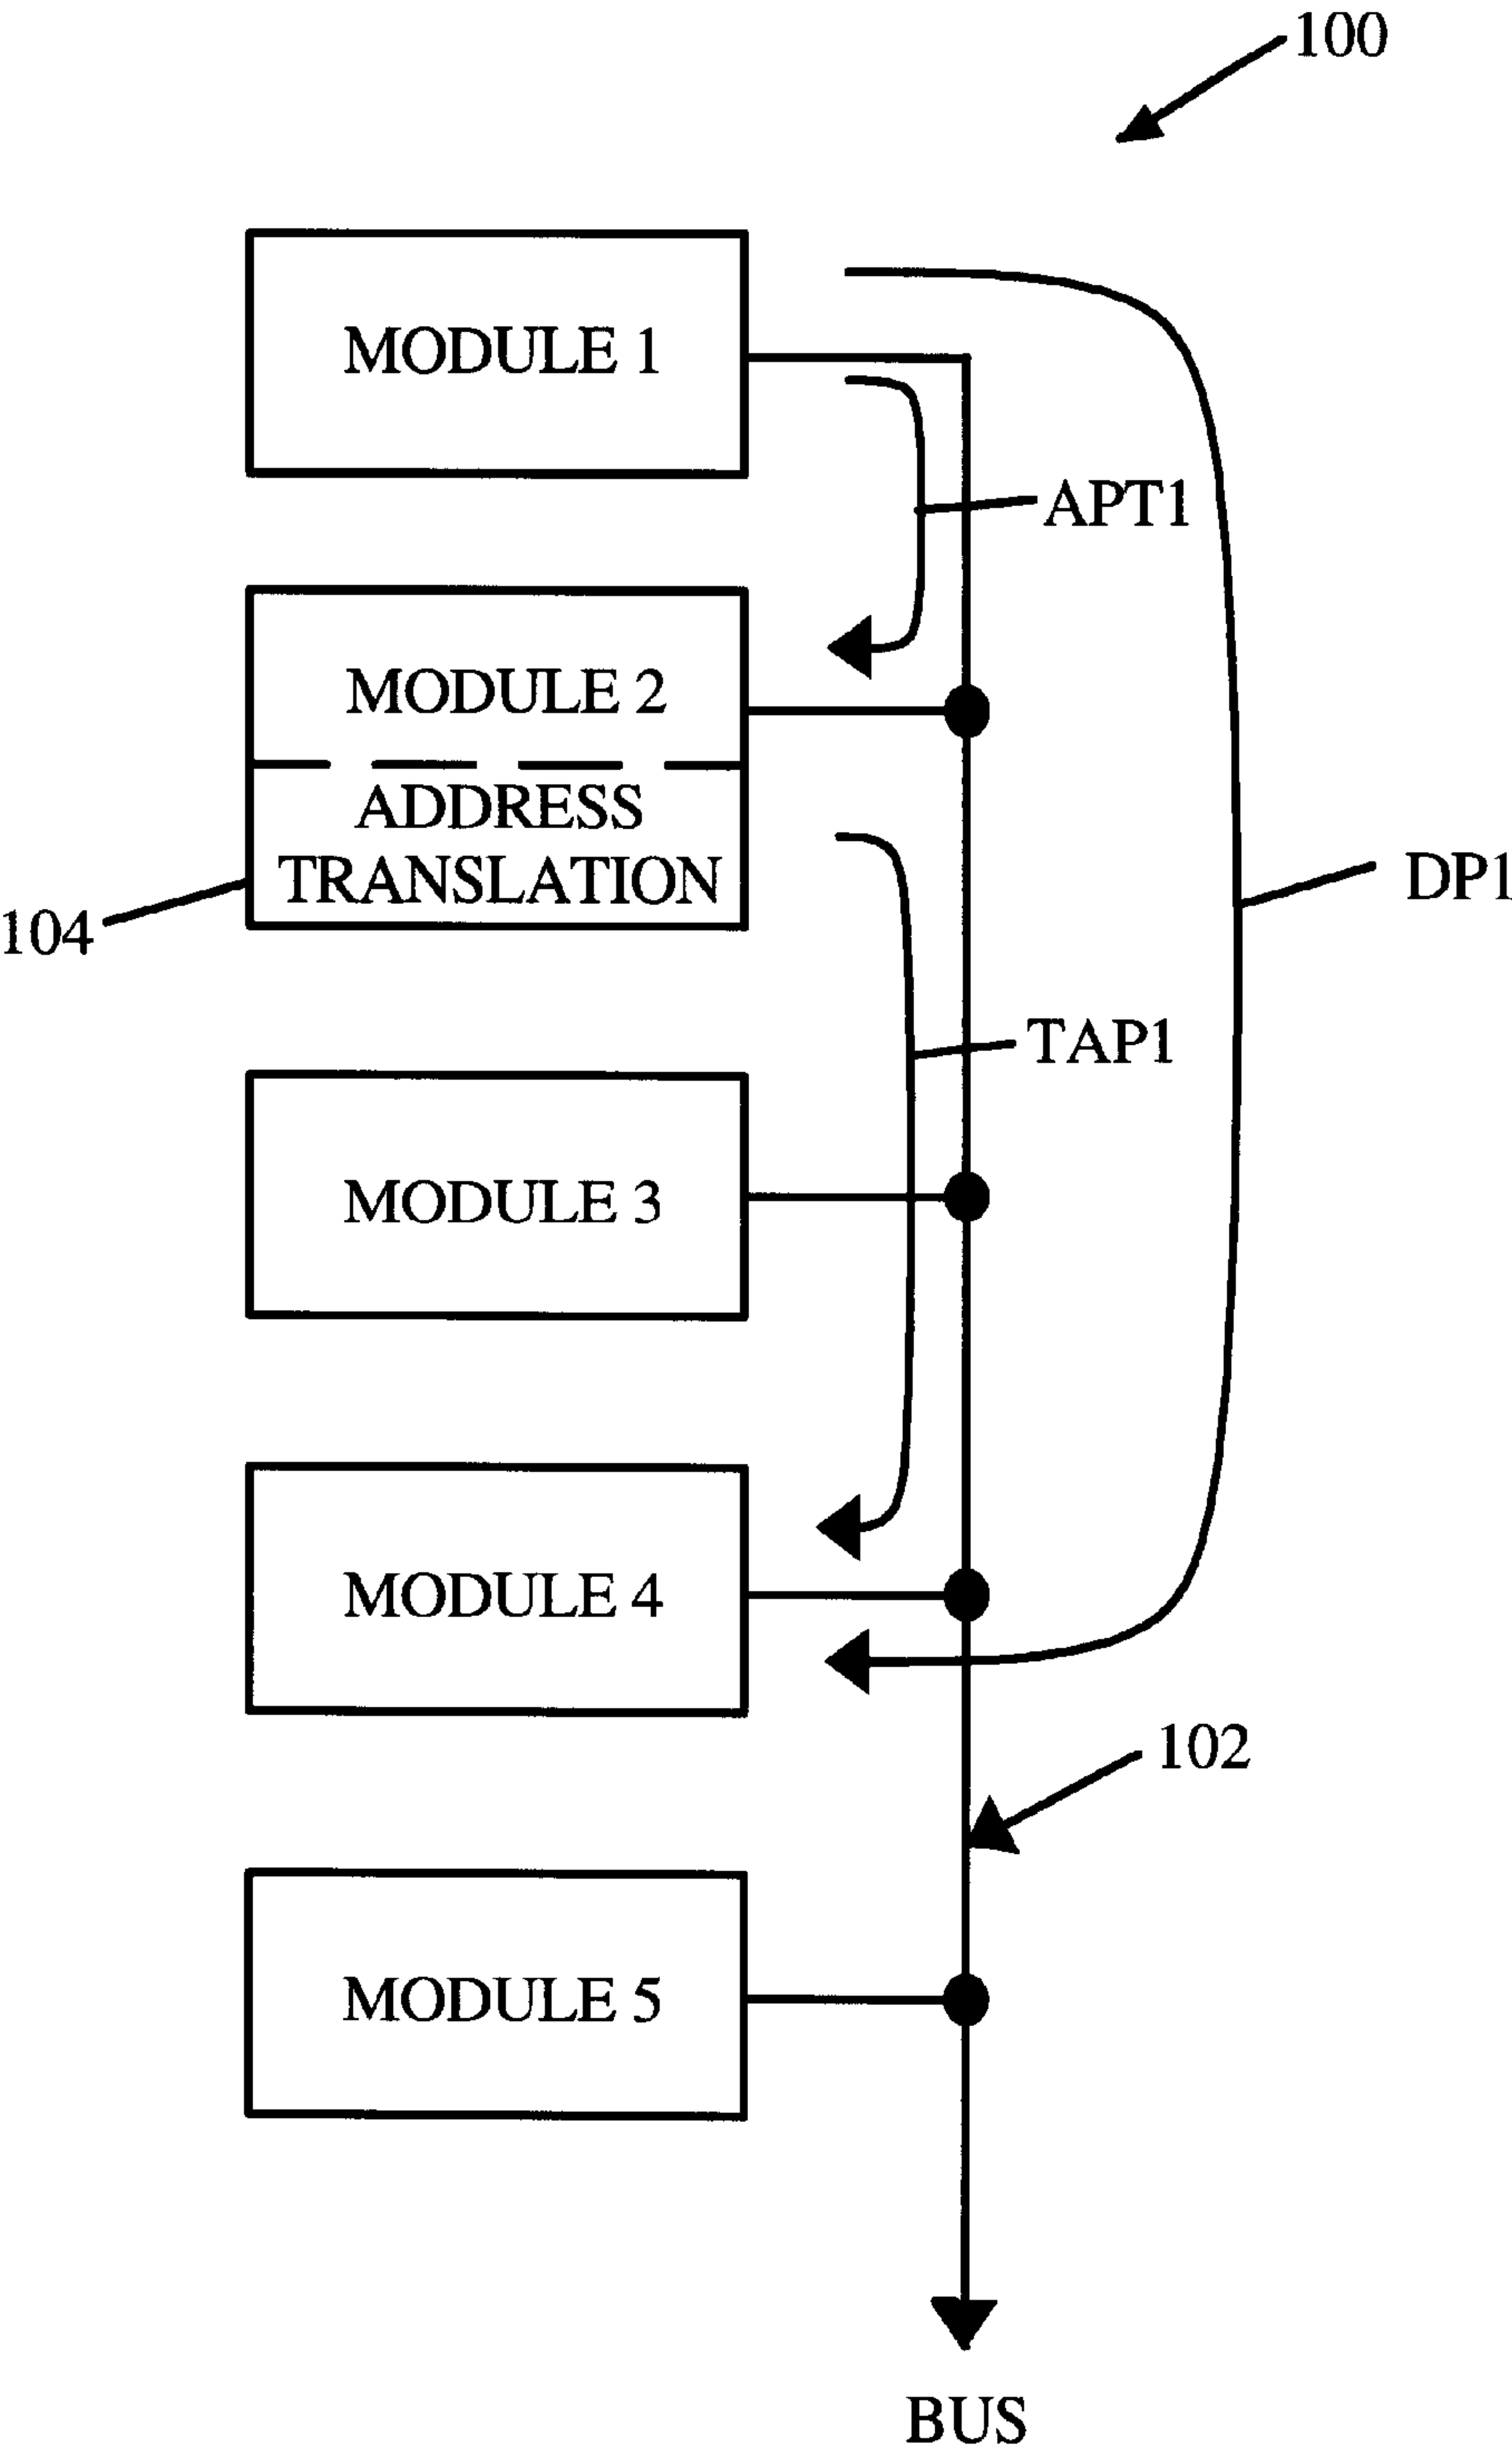 100
MODULE 1
APT1
MODULE 2
ADDRESS
TRANSLATION
DP1
104
TAP1
MODULE 3
MODULE 4
102
MODULE 5
BUS